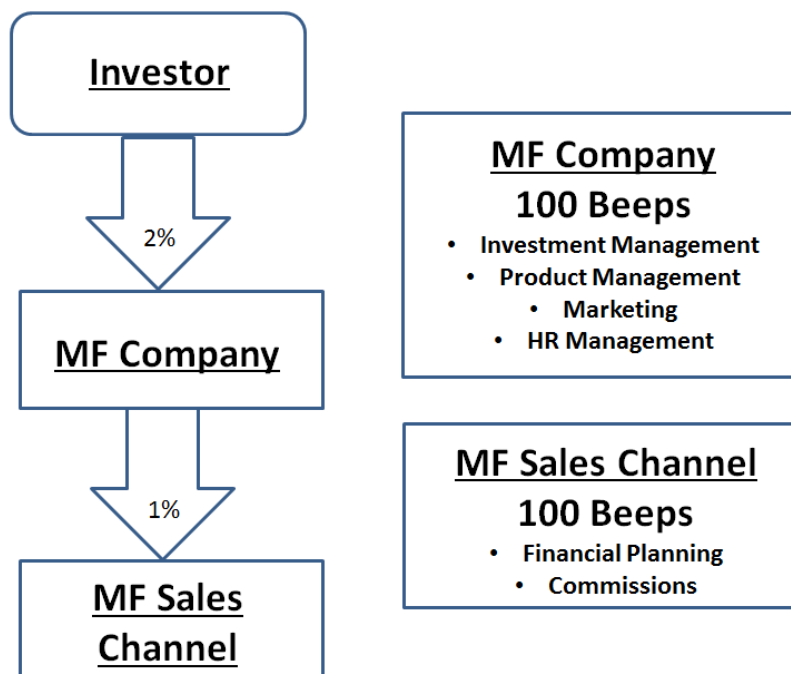 Investor
2%
MF Company
1%
MF Sales
Channel
MF Company
100 Beeps
• Investment Management
• Product Management
• Marketing
• HR Management
MF Sales Channel
100 Beeps
• Financial Planning
• Commissions